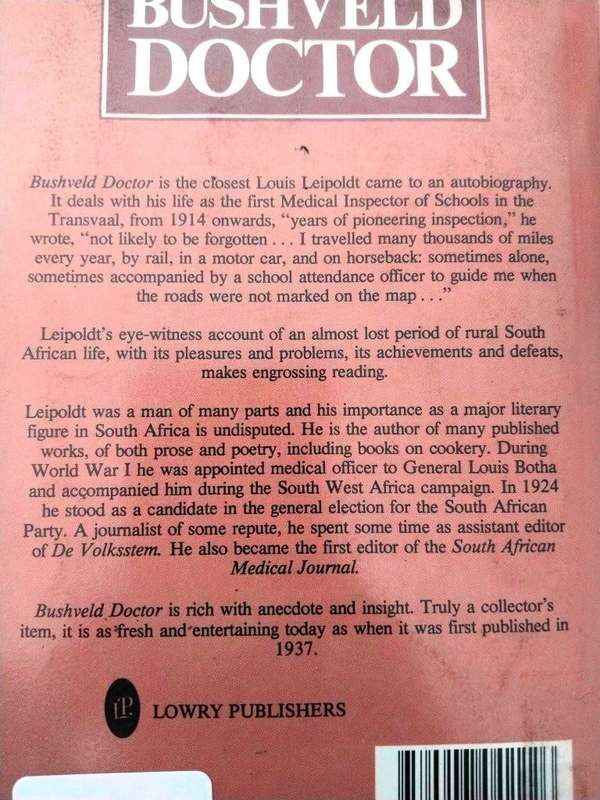 BUSHVELD
DOCTOR
Bushveld Doctor is the closest Louis Leipoldt came to an autobiography.
It deals with his life as the first Medical Inspector of Schools in the
Transvaal, from 1914 onwards, “years of pioneering inspection,” he
wrote, “not likely to be forgotten . . . I travelled many thousands of miles
every year, by rail, in a motor car, and on horseback: sometimes alone,
sometimes accompanied by a school attendance officer to guide me when
the roads were not marked on the map . . .”
Leipoldt’s eye-witness account of an almost lost period of rural South
African life, with its pleasures and problems, its achievements and defeats,
makes engrossing reading.
Leipoldt was a man of many parts and his importance as a major literary
figure in South Africa is undisputed. He is the author of many published
works, of both prose and poetry, including books on cookery. During
World War I he was appointed medical officer to General Louis Botha
and accompanied him during the South West Africa campaign. In 1924
he stood as a candidate in the general election for the South African
Party. A journalist of some repute, he spent some time as assistant editor
of De Volksstem. He also became the first editor of the South African
Medical Journal.
Bushveld Doctor is rich with anecdote and insight. Truly a collector’s
item, it is as fresh and entertaining today as when it was first published in
1937.
LP. LOWRY PUBLISHERS